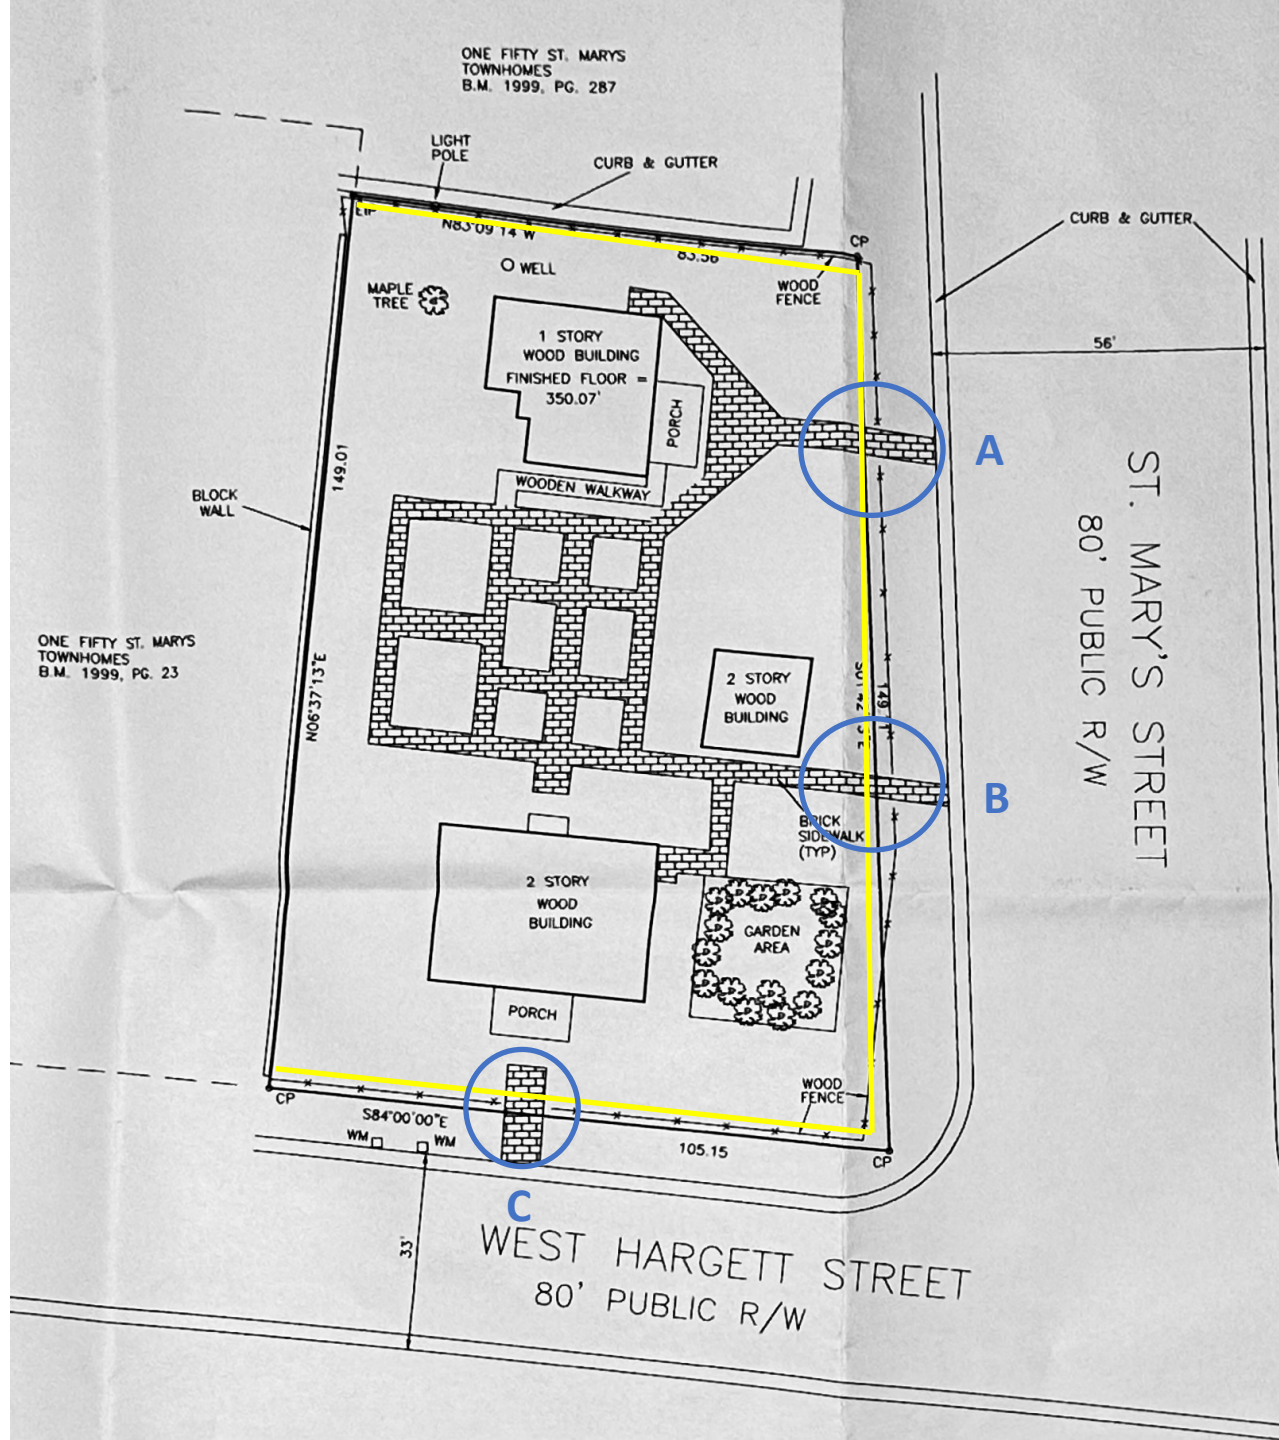 ONE FIFTY ST. MARYS
TOWNHOMES
B.M. 1999, PG. 287
LIGHT
POLE
CURB & GUTTER
CURB & GUTTER
EIP
N83°09'14"W
83.56
CP
WELL
MAPLE
TREE
WOOD
FENCE
1 STORY
WOOD BUILDING
FINISHED FLOOR =
350.07'
PORCH
56'
A
WOODEN WALKWAY
149.01
BLOCK
WALL
ST. MARY'S STREET
80' PUBLIC R/W
ONE FIFTY ST. MARYS
TOWNHOMES
B.M. 1999, PG. 23
N06°37'13"E
2 STORY
WOOD
BUILDING
B
BRICK
SIDEWALK
(TYP)
2 STORY
WOOD
BUILDING
GARDEN
AREA
PORCH
WOOD
FENCE
CP
S84°00'00"E
105.15
CP
WM
WM
C
33'
WEST HARGETT STREET
80' PUBLIC R/W